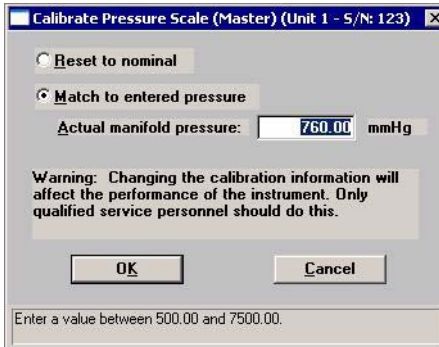 Calibrate Pressure Scale (Master) (Unit 1 - S/N: 123)
Reset to nominal
Match to entered pressure
Actual manifold pressure: 760.00 mmHg
Warning: Changing the calibration information will
affect the performance of the instrument. Only
qualified service personnel should do this.
OK Cancel
Enter a value between 500.00 and 7500.00.